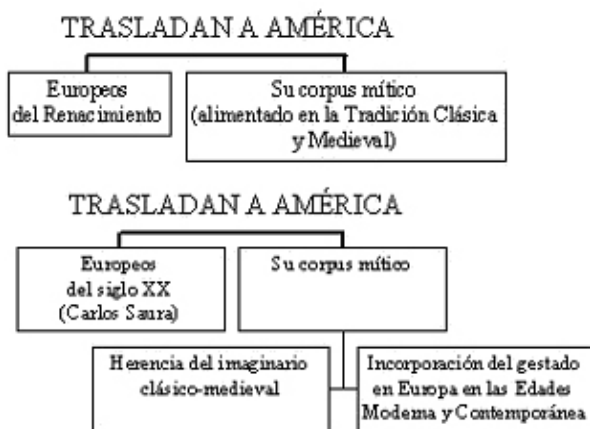 TRASLADAN A AMÉRICA
Europeos
del Renacimiento
Su corpus mítico
(alimentado en la Tradición Clásica
y Medieval)
TRASLADAN A AMÉRICA
Europeos
del siglo XX
(Carlos Saura)
Su corpus mítico
Herencia del imaginario
clásico-medieval
Incorporación del gestado
en Europa en las Edades
Moderna y Contemporánea